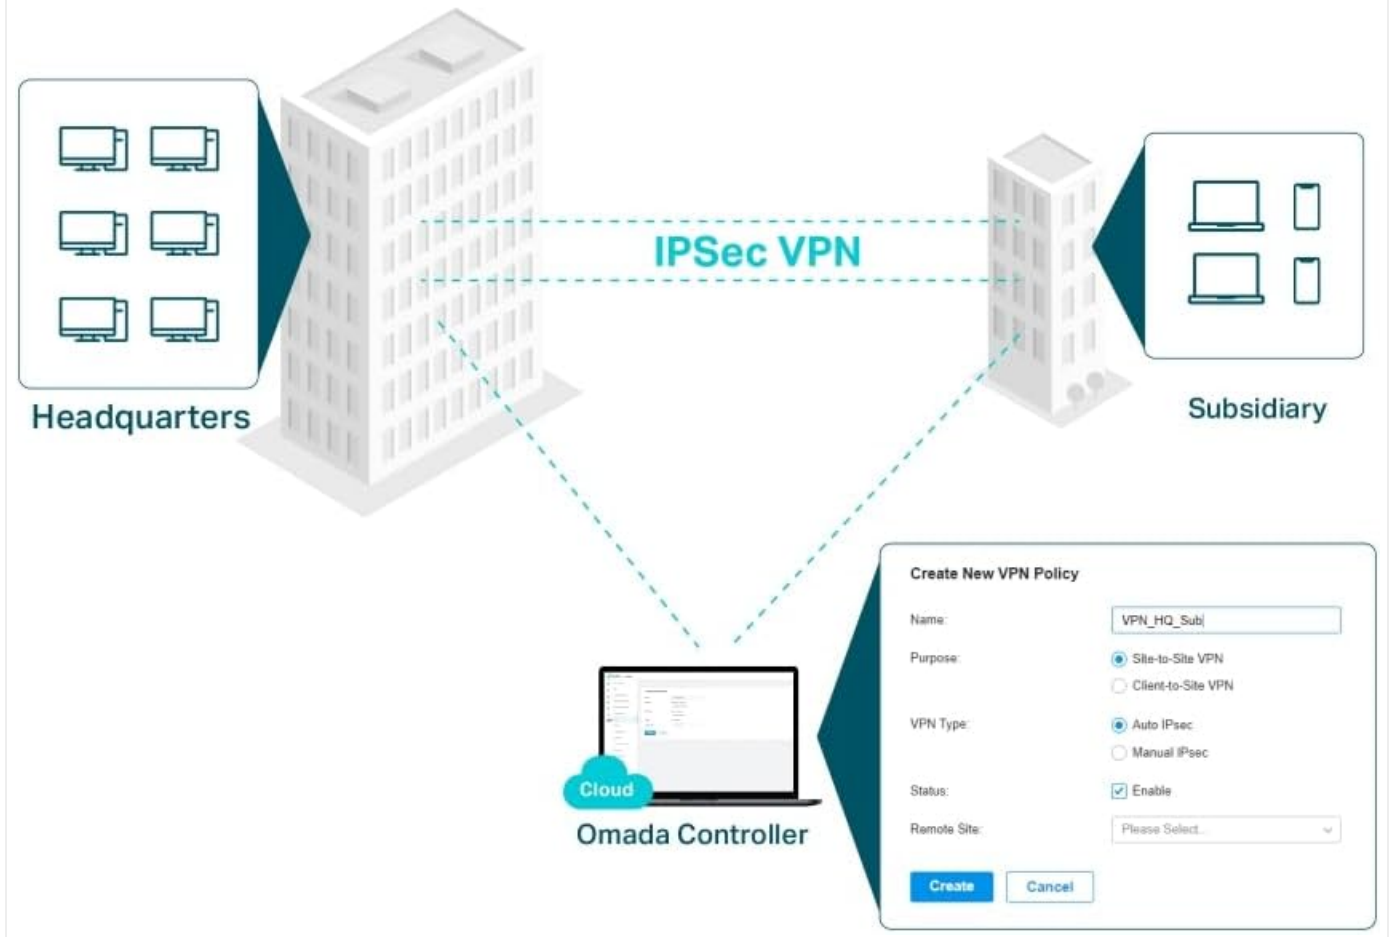 IPSec VPN
Headquarters
Subsidiary
Create New VPN Policy
Name: VPN_HQ_Sub
Purpose: Site-to-Site VPN
Client-to-Site VPN
VPN Type: Auto IPsec
Manual IPsec
Status: Enable
Remote Site: Please Select...
Create Cancel
Cloud
Omada Controller